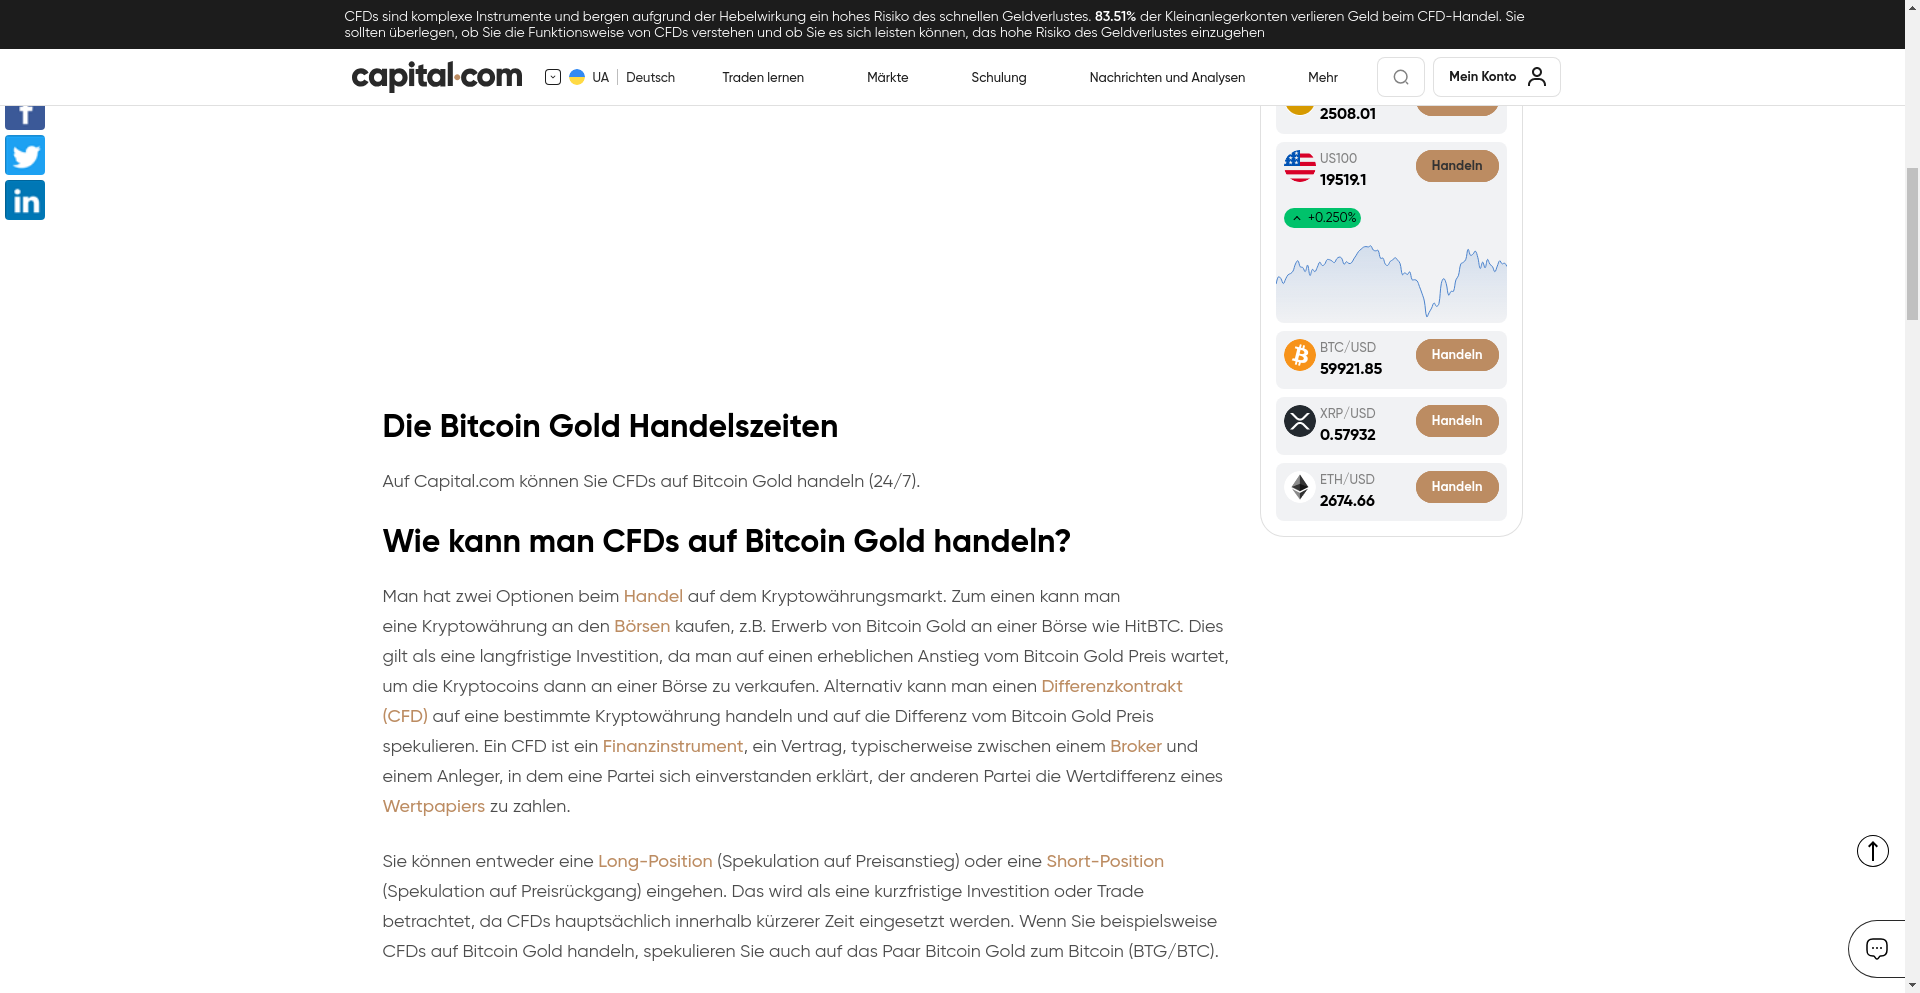 CFDs sind komplexe Instrumente und bergen aufgrund der Hebelwirkung ein hohes Risiko des schnellen Geldverlustes. 83.51% der Kleinanlegerkonten verlieren Geld beim CFD-Handel. Sie
sollten überlegen, ob Sie die Funktionsweise von CFDs verstehen und ob Sie es sich leisten können, das hohe Risiko des Geldverlustes einzugehen
capital.com
UA
Deutsch
Traden lernen
Märkte
Schulung
Nachrichten und Analysen
Mehr
Mein Konto
2508.01
US100
19519.1
Handeln
+0.250%
BTC/USD
59921.85
Handeln
XRP/USD
0.57932
Handeln
ETH/USD
2674.66
Handeln
Die Bitcoin Gold Handelszeiten
Auf Capital.com können Sie CFDs auf Bitcoin Gold handeln (24/7).
Wie kann man CFDs auf Bitcoin Gold handeln?
Man hat zwei Optionen beim Handel auf dem Kryptowährungsmarkt. Zum einen kann man
eine Kryptowährung an den Börsen kaufen, z.B. Erwerb von Bitcoin Gold an einer Börse wie HitBTC. Dies
gilt als eine langfristige Investition, da man auf einen erheblichen Anstieg vom Bitcoin Gold Preis wartet,
um die Kryptocoins dann an einer Börse zu verkaufen. Alternativ kann man einen Differenzkontrakt
(CFD) auf eine bestimmte Kryptowährung handeln und auf die Differenz vom Bitcoin Gold Preis
spekulieren. Ein CFD ist ein Finanzinstrument, ein Vertrag, typischerweise zwischen einem Broker und
einem Anleger, in dem eine Partei sich einverstanden erklärt, der anderen Partei die Wertdifferenz eines
Wertpapiers zu zahlen.
Sie können entweder eine Long-Position (Spekulation auf Preisanstieg) oder eine Short-Position
(Spekulation auf Preisrückgang) eingehen. Das wird als eine kurzfristige Investition oder Trade
betrachtet, da CFDs hauptsächlich innerhalb kürzerer Zeit eingesetzt werden. Wenn Sie beispielsweise
CFDs auf Bitcoin Gold handeln, spekulieren Sie auch auf das Paar Bitcoin Gold zum Bitcoin (BTG/BTC).